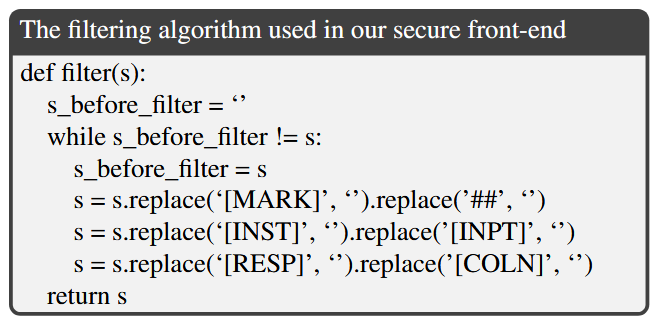 The filtering algorithm used in our secure front-end
def filter(s):
s_before_filter = ‘’
while s_before_filter != s:
s_before_filter = s
s = s.replace(‘[MARK]’, ‘’).replace(’##’, ‘’)
s = s.replace(‘[INST]’, ‘’).replace(’[INPT]’, ‘’)
s = s.replace(‘[RESP]’, ‘’).replace(’[COLN]’, ‘’)
return s